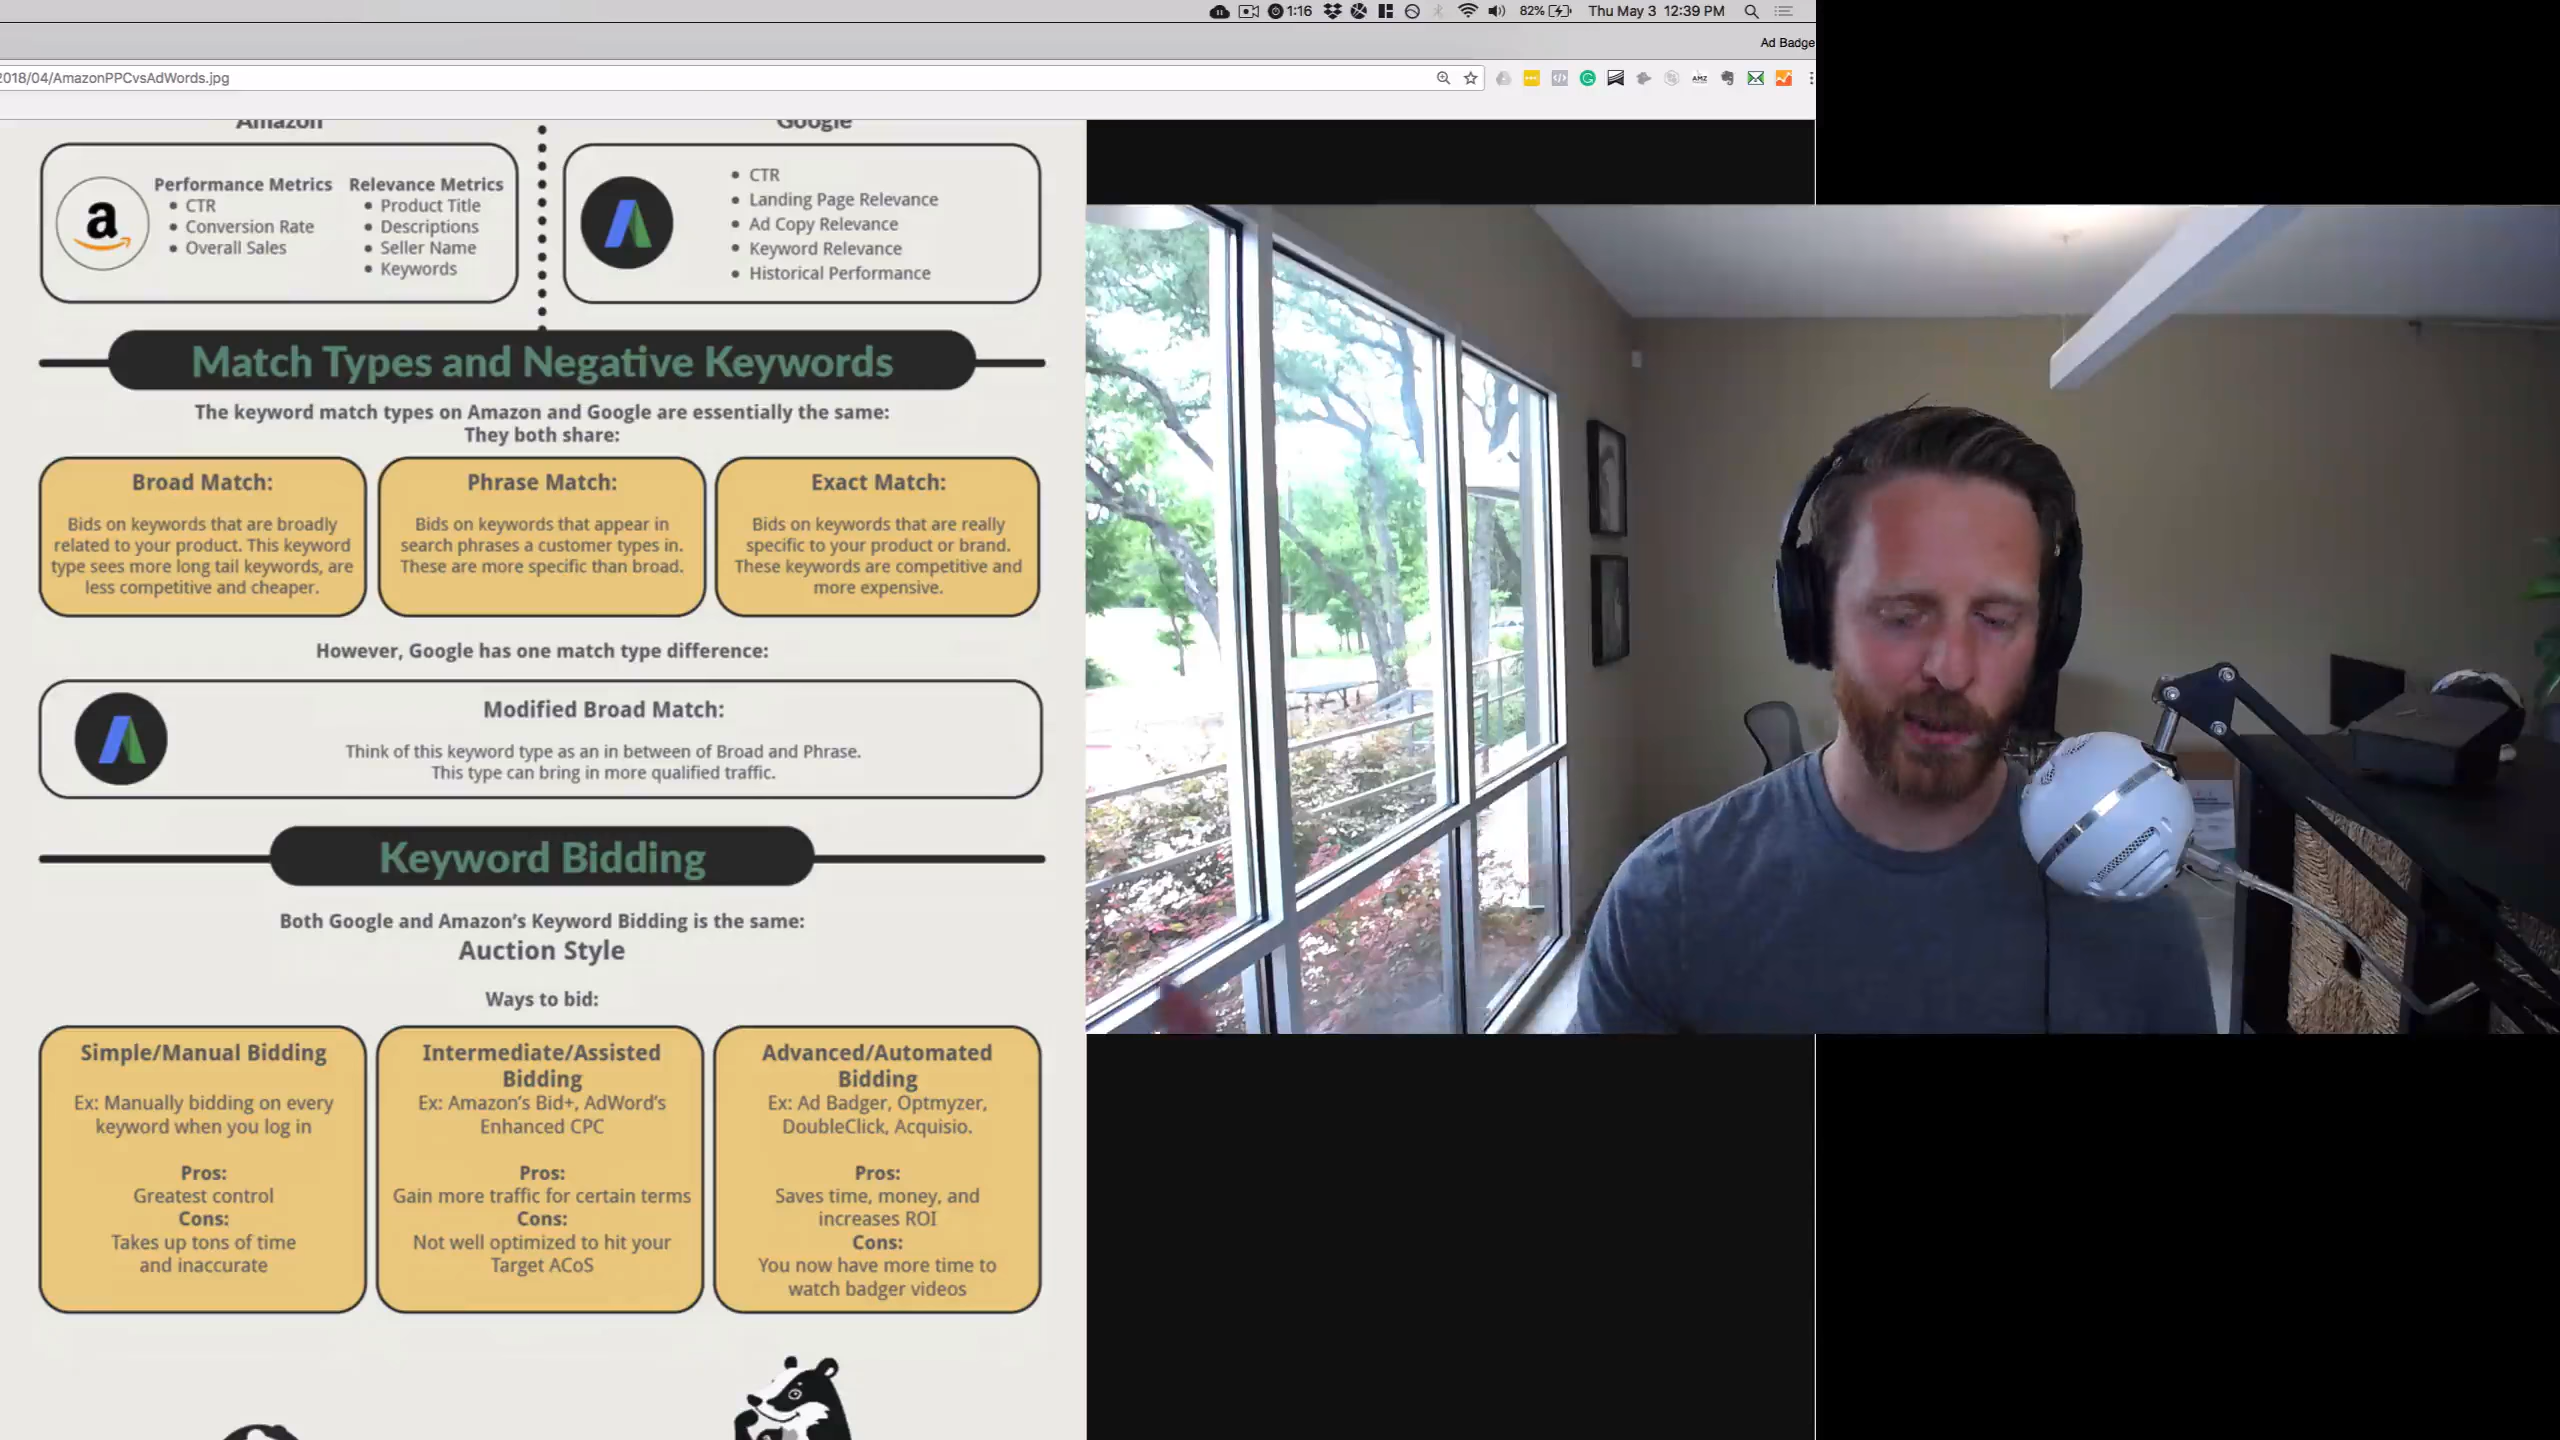 1:16
82%
Thu May 3 12:39 PM
Ad Badge
2018/04/AmazonPPCvsAdWords.jpg
AMZ
Amazon
Google
Performance Metrics
• CTR
• Conversion Rate
• Overall Sales
Relevance Metrics
• Product Title
• Descriptions
• Seller Name
• Keywords
• CTR
• Landing Page Relevance
• Ad Copy Relevance
• Keyword Relevance
• Historical Performance
Match Types and Negative Keywords
The keyword match types on Amazon and Google are essentially the same:
They both share:
Broad Match:
Bids on keywords that are broadly
related to your product. This keyword
type sees more long tail keywords, are
less competitive and cheaper.
Phrase Match:
Bids on keywords that appear in
search phrases a customer types in.
These are more specific than broad.
Exact Match:
Bids on keywords that are really
specific to your product or brand.
These keywords are competitive and
more expensive.
However, Google has one match type difference:
Modified Broad Match:
Think of this keyword type as an in between of Broad and Phrase.
This type can bring in more qualified traffic.
Keyword Bidding
Both Google and Amazon's Keyword Bidding is the same:
Auction Style
Ways to bid:
Simple/Manual Bidding
Ex: Manually bidding on every
keyword when you log in
Pros:
Greatest control
Cons:
Takes up tons of time
and inaccurate
Intermediate/Assisted
Bidding
Ex: Amazon's Bid+, AdWord's
Enhanced CPC
Pros:
Gain more traffic for certain terms
Cons:
Not well optimized to hit your
Target ACoS
Advanced/Automated
Bidding
Ex: Ad Badger, Optmyzer,
DoubleClick, Acquisio.
Pros:
Saves time, money, and
increases ROI
Cons:
You now have more time to
watch badger videos